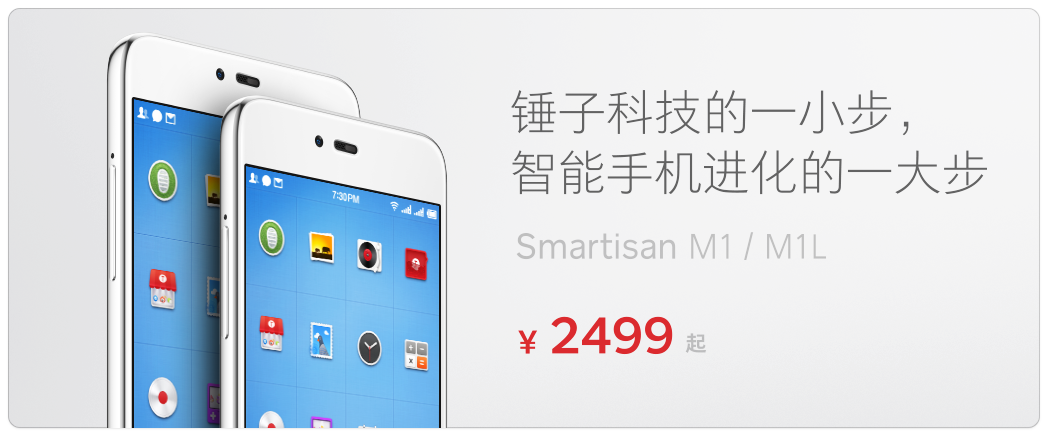 锤子科技的一小步，
智能手机进化的一大步
Smartisan M1 / M1L
¥ 2499 起
7:30PM